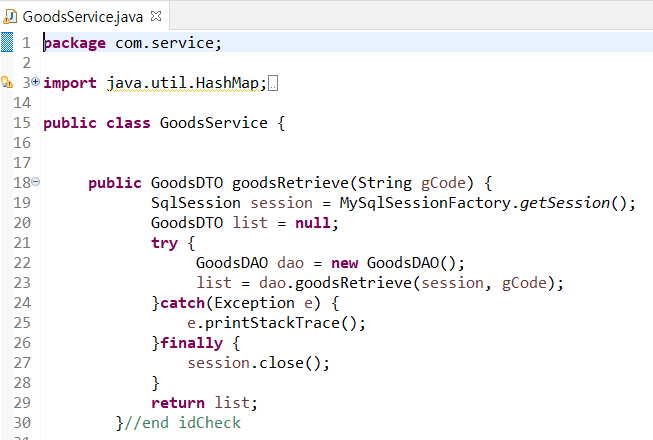 GoodsService.java
1 package com.service;
2
3 import java.util.HashMap;
14
15 public class GoodsService {
16
17
18 public GoodsDTO goodsRetrieve(String gCode) {
19 SqlSession session = MySqlSessionFactory.getSession();
20 GoodsDTO list = null;
21 try {
22 GoodsDAO dao = new GoodsDAO();
23 list = dao.goodsRetrieve(session, gCode);
24 }catch(Exception e) {
25 e.printStackTrace();
26 }finally {
27 session.close();
28 }
29 return list;
30 }//end idCheck